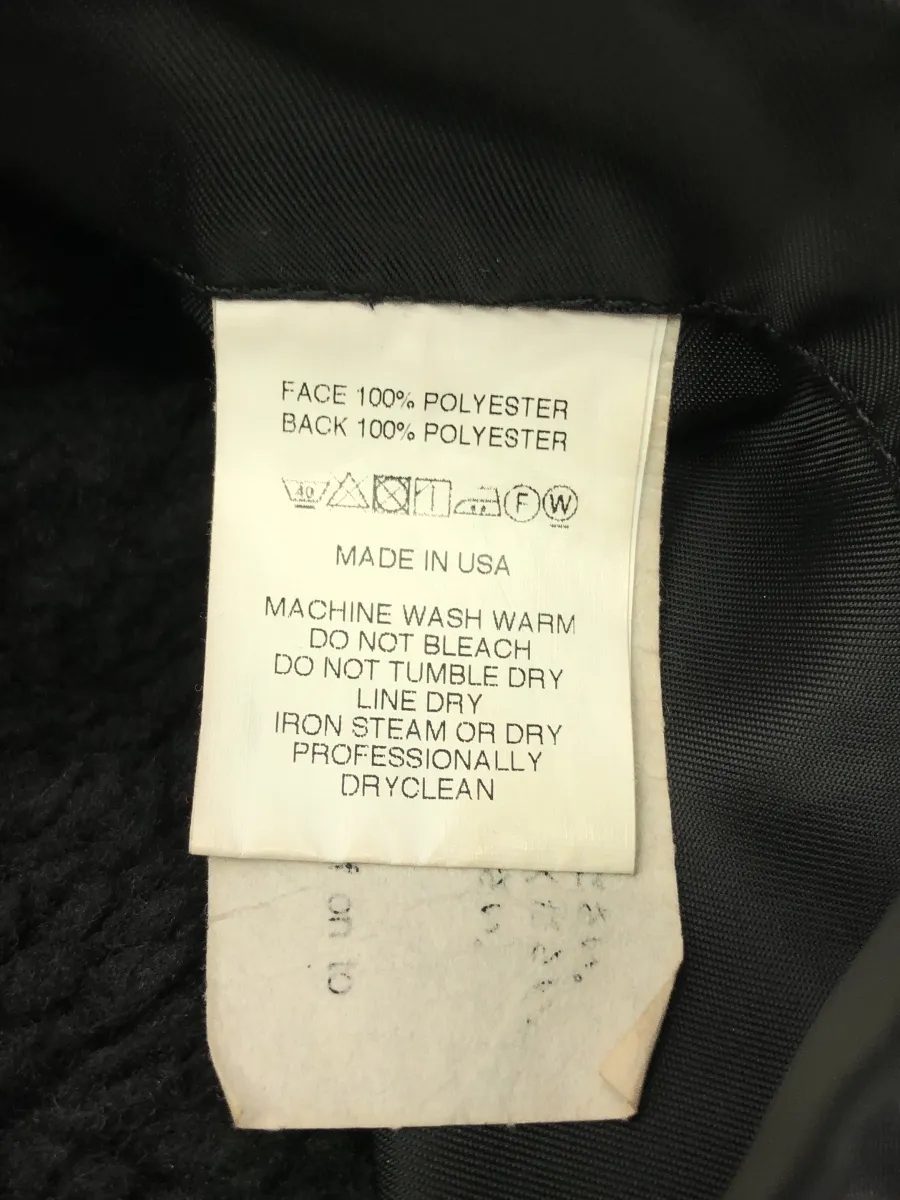 FACE 100% POLYESTER
BACK 100% POLYESTER
40 F W
MADE IN USA
MACHINE WASH WARM
DO NOT BLEACH
DO NOT TUMBLE DRY
LINE DRY
IRON STEAM OR DRY
PROFESSIONALLY
DRYCLEAN